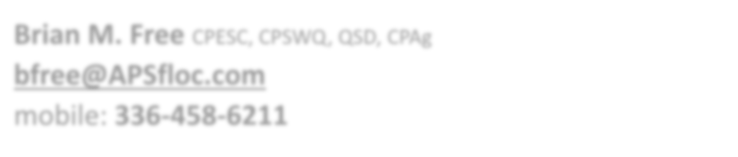 Brian M. Free CPESC, CPSWQ, QSD, CPAg
bfree@APSfloc.com
mobile: 336-458-6211